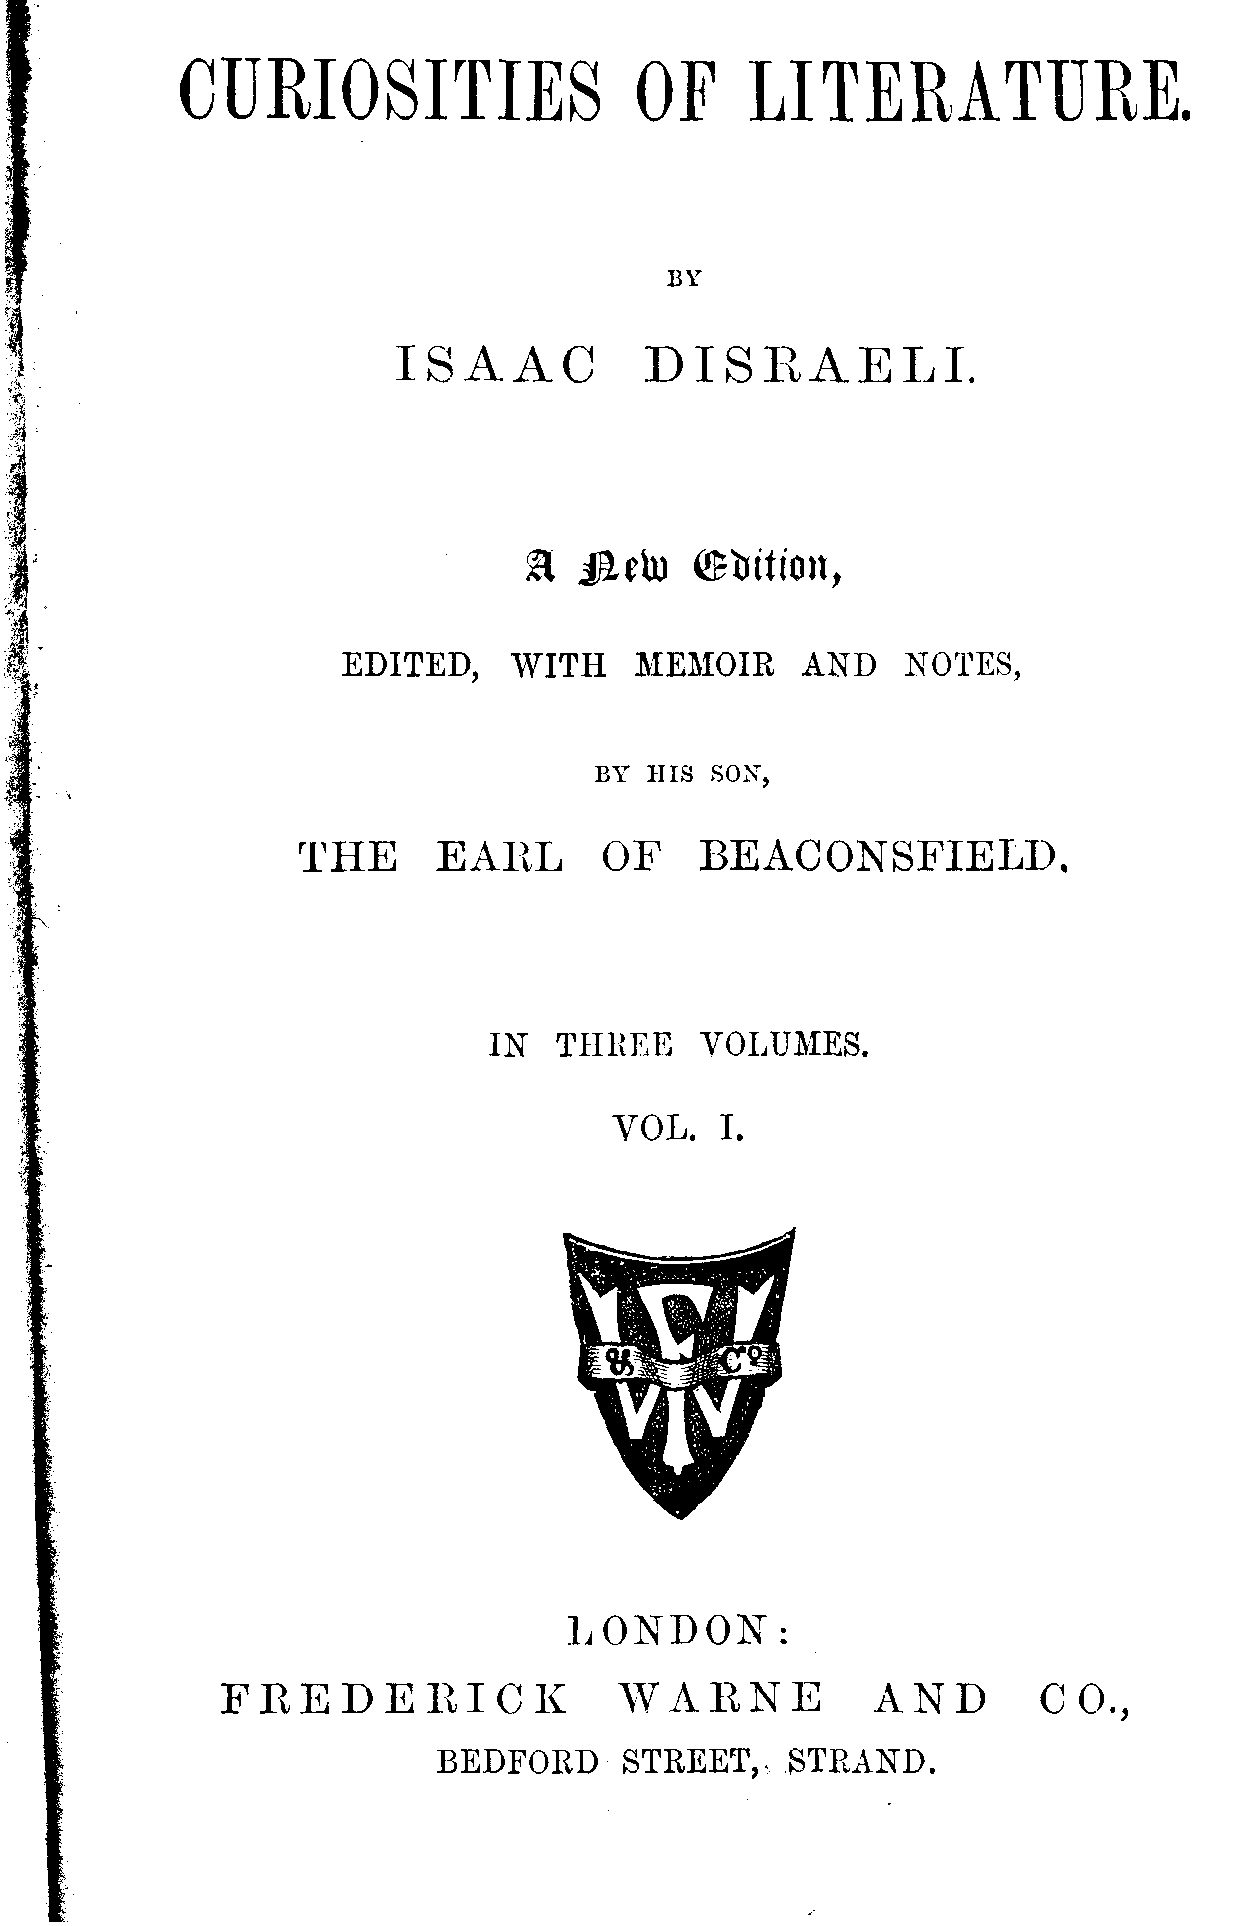 CURIOSITIES OF LITERATURE.
BY
ISAAC DISRAELI.
A New Edition,
EDITED, WITH MEMOIR AND NOTES,
BY HIS SON,
THE EARL OF BEACONSFIELD.
IN THREE VOLUMES.
VOL. I.
F W
& Co
LONDON:
FREDERICK WARNE AND CO.,
BEDFORD STREET, STRAND.